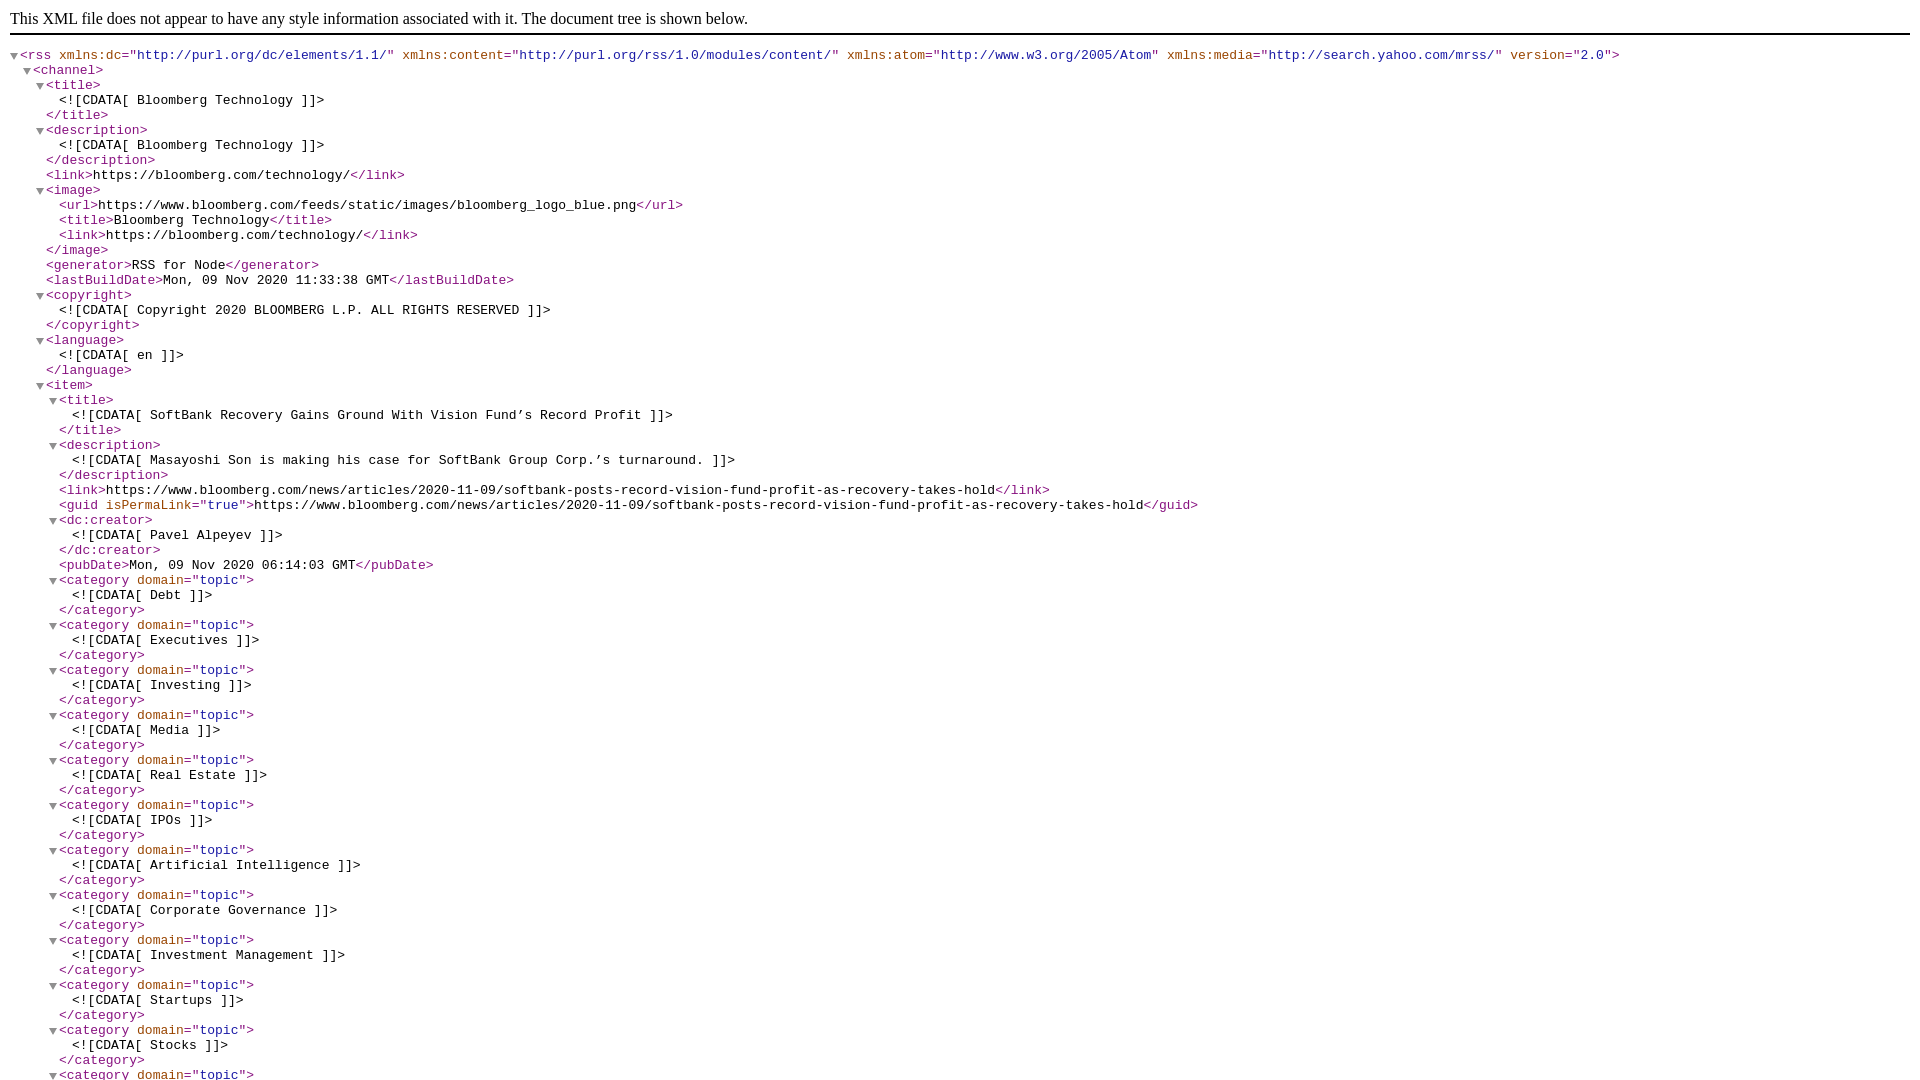 This XML file does not appear to have any style information associated with it. The document tree is shown below.
<rss xmlns:dc="http://purl.org/dc/elements/1.1/" xmlns:content="http://purl.org/rss/1.0/modules/content/" xmlns:atom="http://www.w3.org/2005/Atom" xmlns:media="http://search.yahoo.com/mrss/" version="2.0">
<channel>
<title>
<![CDATA[ Bloomberg Technology ]]>
</title>
<description>
<![CDATA[ Bloomberg Technology ]]>
</description>
<link>https://bloomberg.com/technology/</link>
<image>
<url>https://www.bloomberg.com/feeds/static/images/bloomberg_logo_blue.png</url>
<title>Bloomberg Technology</title>
<link>https://bloomberg.com/technology/</link>
</image>
<generator>RSS for Node</generator>
<lastBuildDate>Mon, 09 Nov 2020 11:33:38 GMT</lastBuildDate>
<copyright>
<![CDATA[ Copyright 2020 BLOOMBERG L.P. ALL RIGHTS RESERVED ]]>
</copyright>
<language>
<![CDATA[ en ]]>
</language>
<item>
<title>
<![CDATA[ SoftBank Recovery Gains Ground With Vision Fund’s Record Profit ]]>
</title>
<description>
<![CDATA[ Masayoshi Son is making his case for SoftBank Group Corp.’s turnaround. ]]>
</description>
<link>https://www.bloomberg.com/news/articles/2020-11-09/softbank-posts-record-vision-fund-profit-as-recovery-takes-hold</link>
<guid isPermaLink="true">https://www.bloomberg.com/news/articles/2020-11-09/softbank-posts-record-vision-fund-profit-as-recovery-takes-hold</guid>
<dc:creator>
<![CDATA[ Pavel Alpeyev ]]>
</dc:creator>
<pubDate>Mon, 09 Nov 2020 06:14:03 GMT</pubDate>
<category domain="topic">
<![CDATA[ Debt ]]>
</category>
<category domain="topic">
<![CDATA[ Executives ]]>
</category>
<category domain="topic">
<![CDATA[ Investing ]]>
</category>
<category domain="topic">
<![CDATA[ Media ]]>
</category>
<category domain="topic">
<![CDATA[ Real Estate ]]>
</category>
<category domain="topic">
<![CDATA[ IPOs ]]>
</category>
<category domain="topic">
<![CDATA[ Artificial Intelligence ]]>
</category>
<category domain="topic">
<![CDATA[ Corporate Governance ]]>
</category>
<category domain="topic">
<![CDATA[ Investment Management ]]>
</category>
<category domain="topic">
<![CDATA[ Startups ]]>
</category>
<category domain="topic">
<![CDATA[ Stocks ]]>
</category>
<category domain="topic">